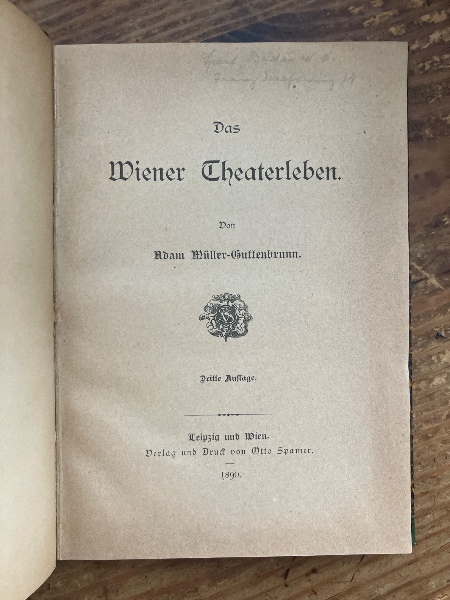 Das
Wiener Theaterleben.
Von
Adam Müller-Guttenbrunn.
Dritte Auflage.
Leipzig und Wien.
Verlag und Druck von Otto Spamer.
1890.